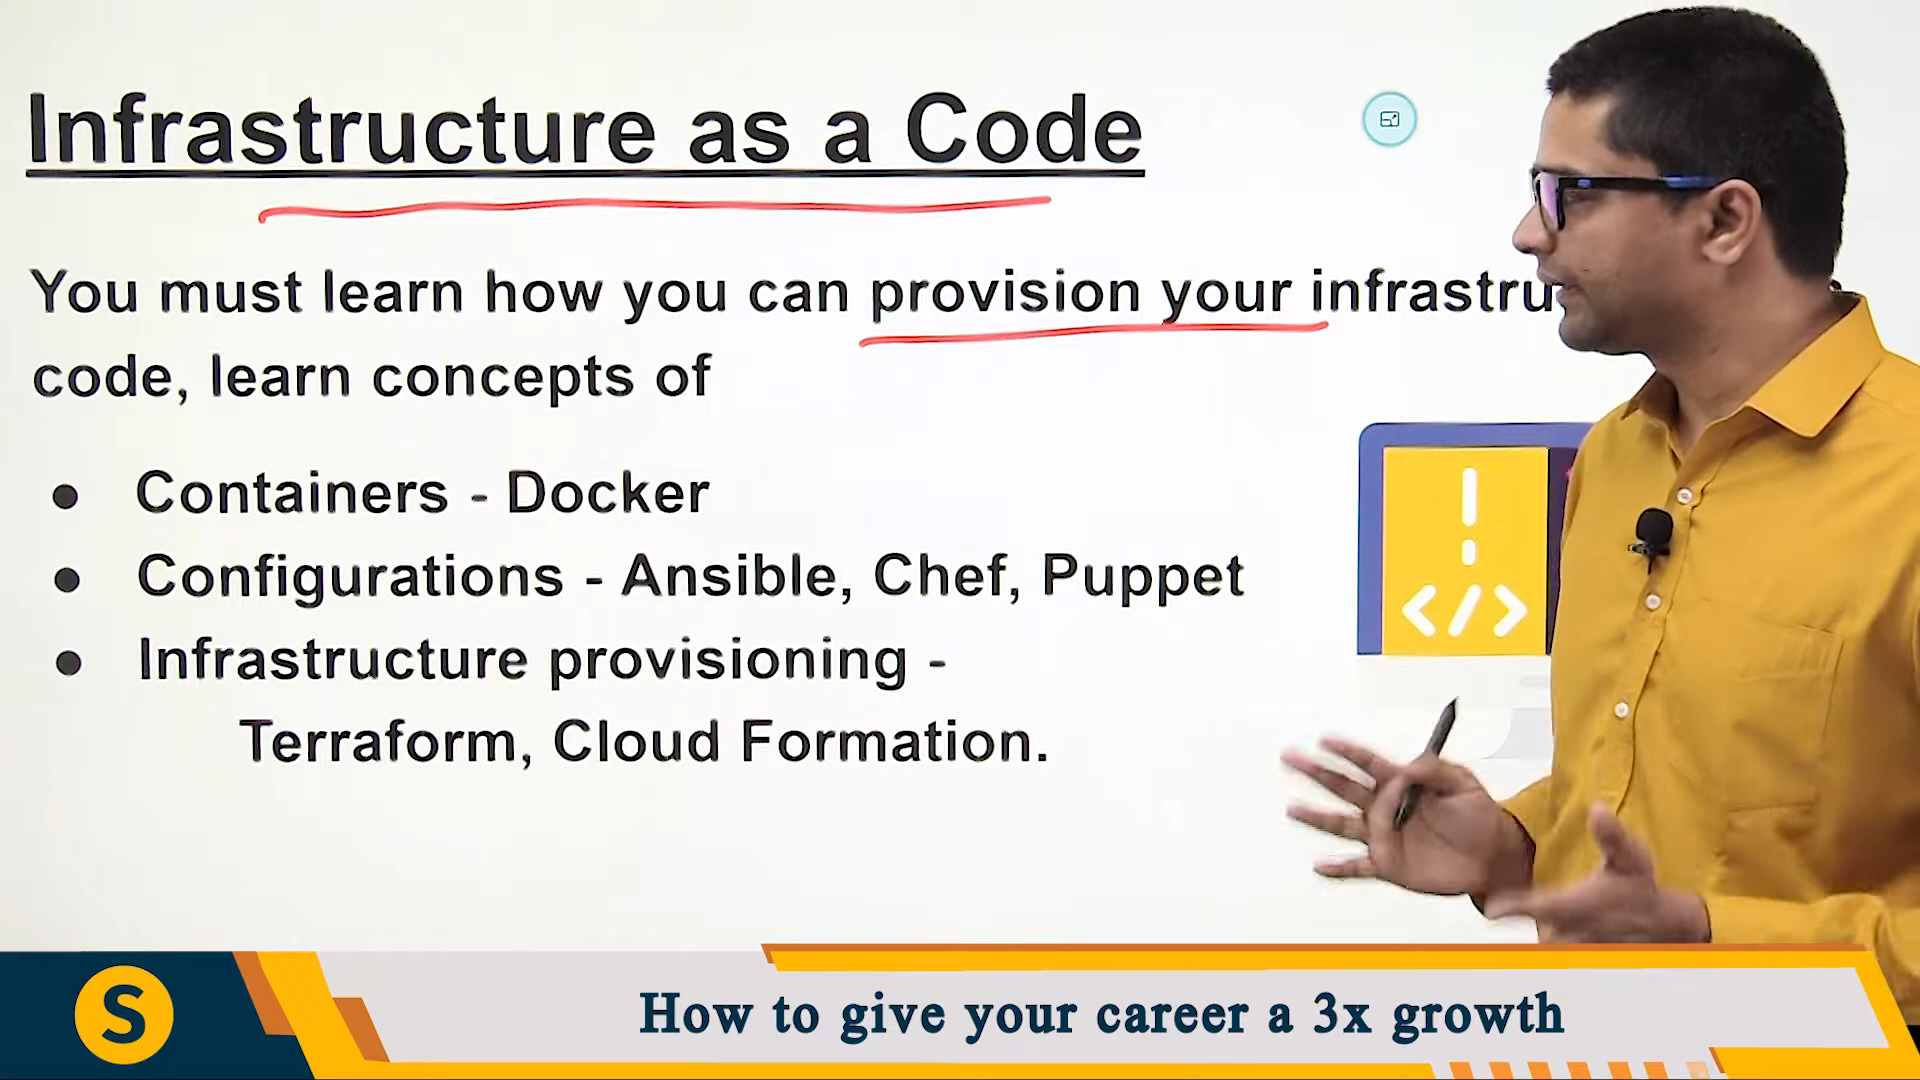 Infrastructure as a Code
You must learn how you can provision your infrastru
code, learn concepts of
● Containers - Docker
● Configurations - Ansible, Chef, Puppet
● Infrastructure provisioning -
Terraform, Cloud Formation.
</>
S
How to give your career a 3x growth